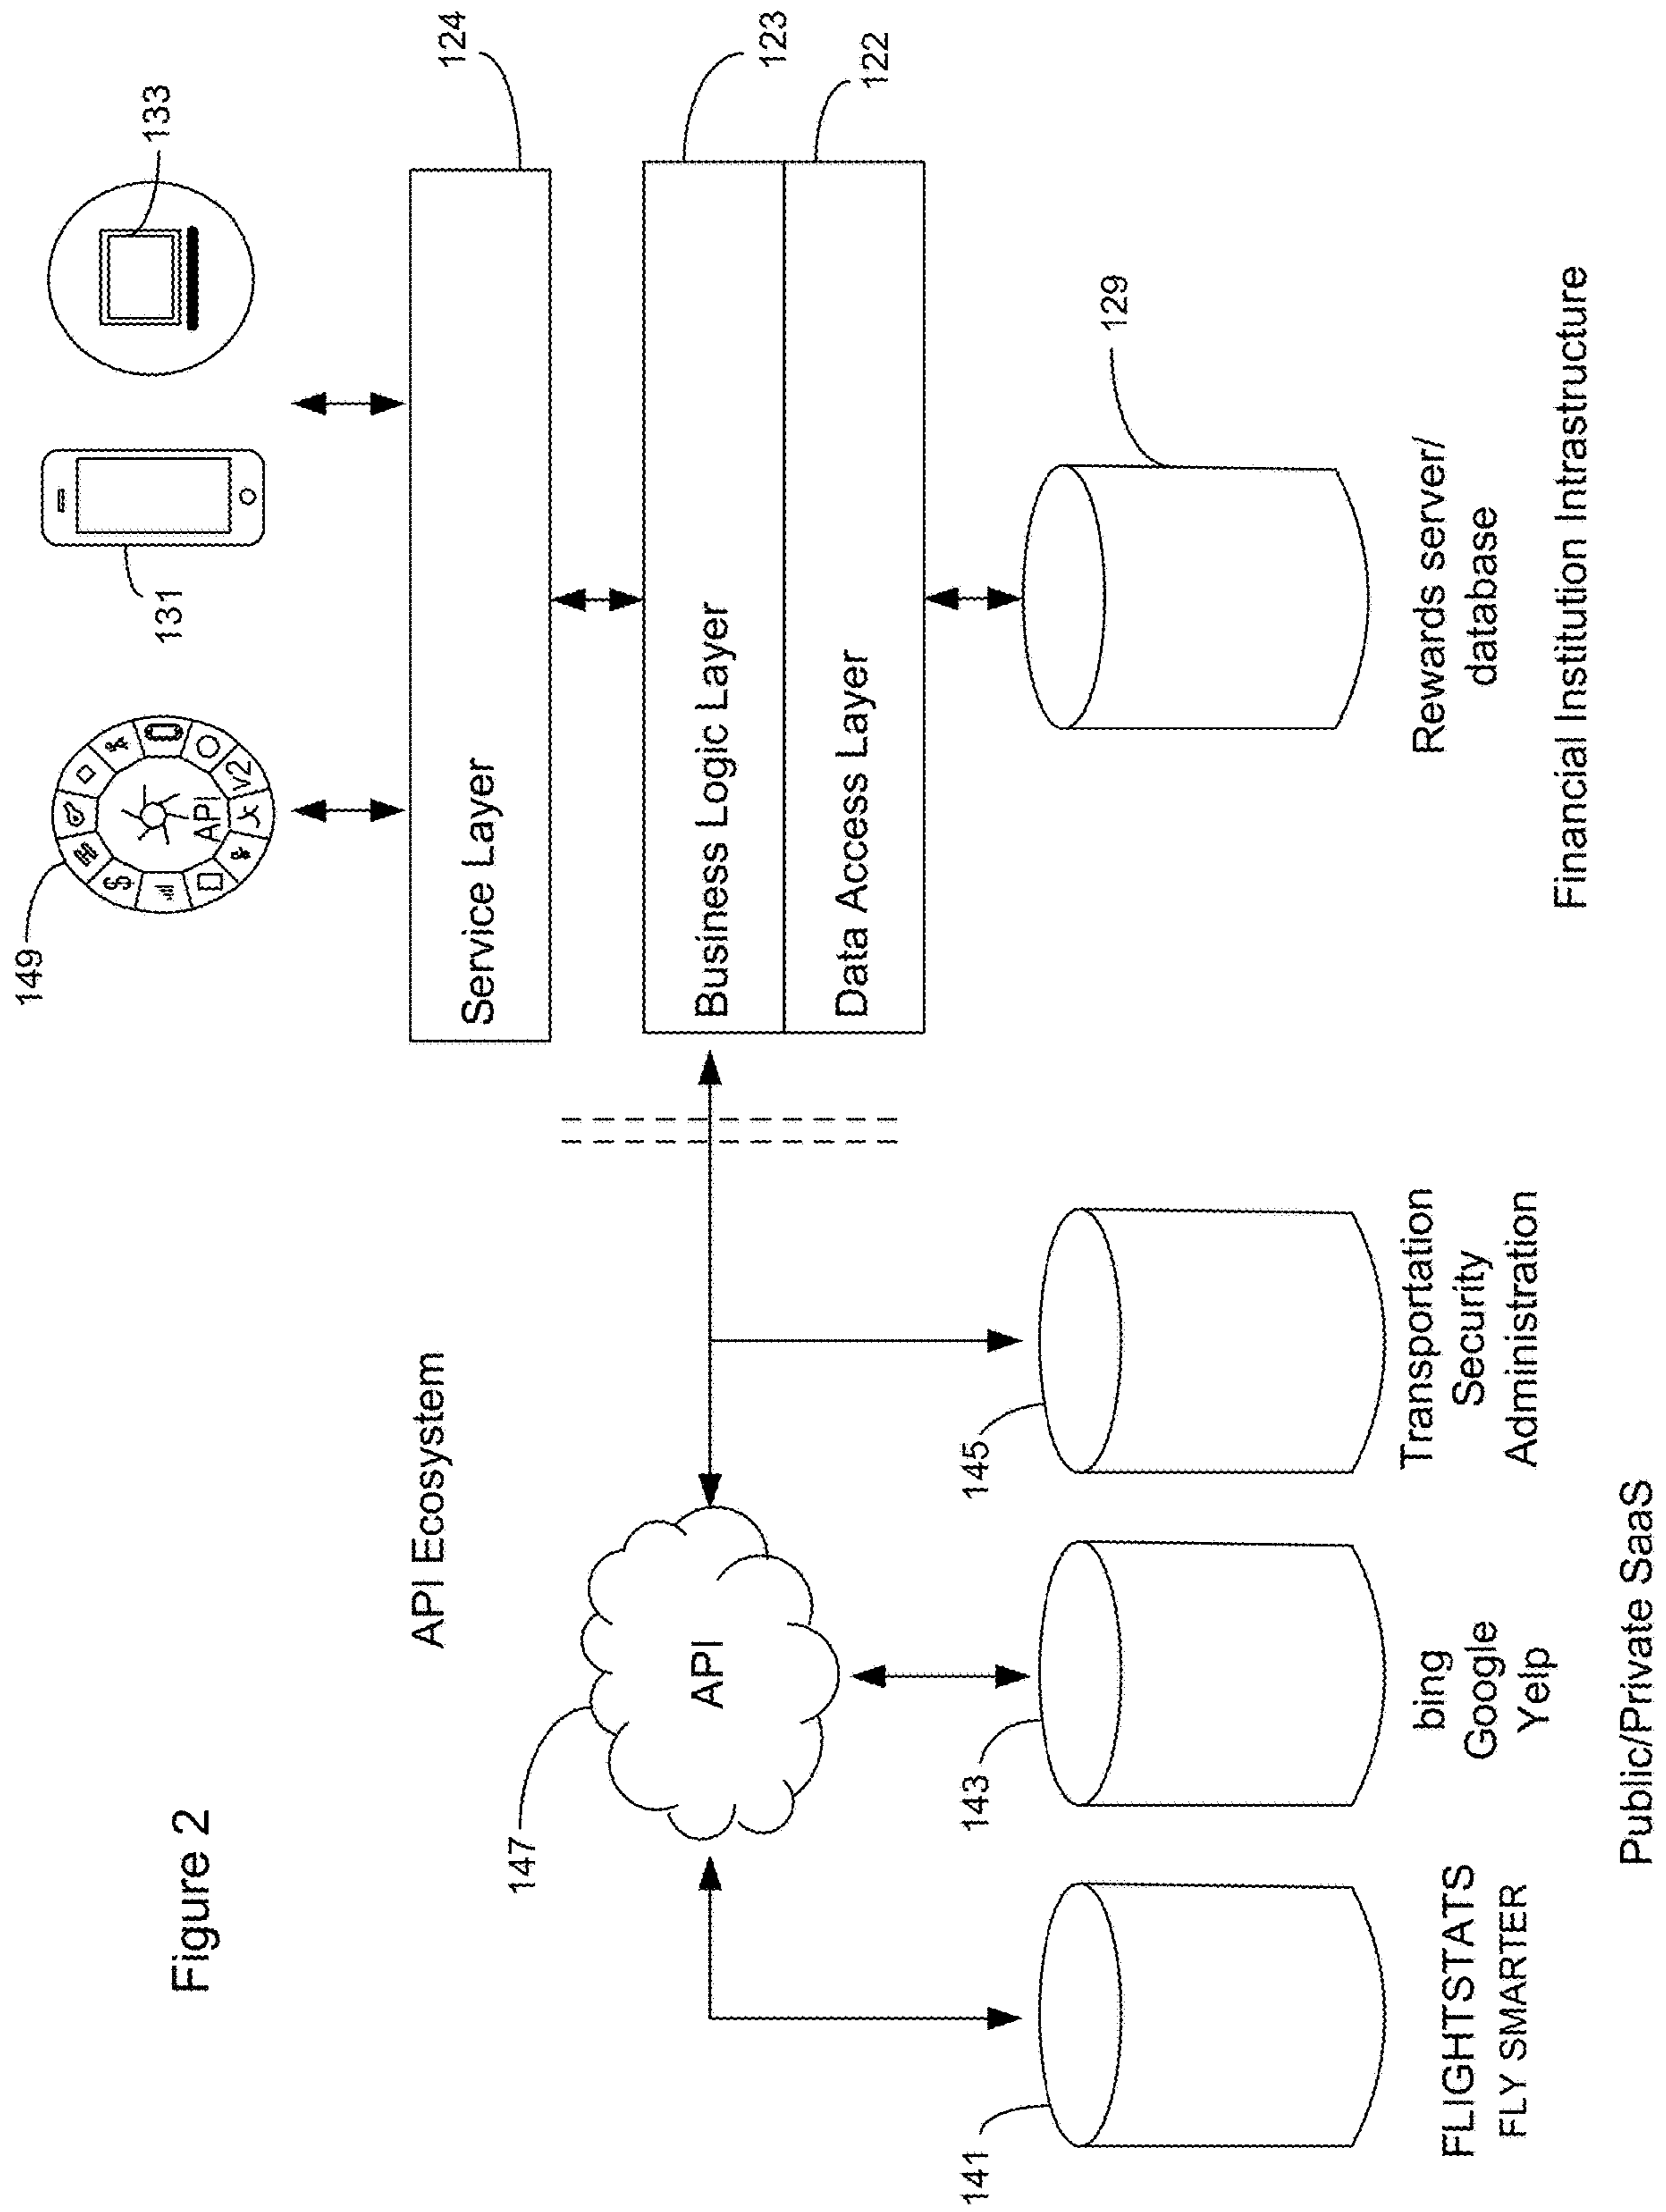 Figure 2
API Ecosystem
149
131
133
124
Service Layer
123
Business Logic Layer
122
Data Access Layer
API
v2
$
147
API
141
143
145
129
FLIGHTSTATS
FLY SMARTER
bing
Google
Yelp
Transportation
Security
Administration
Rewards server/
database
Public/Private SaaS
Financial Institution Intrastructure